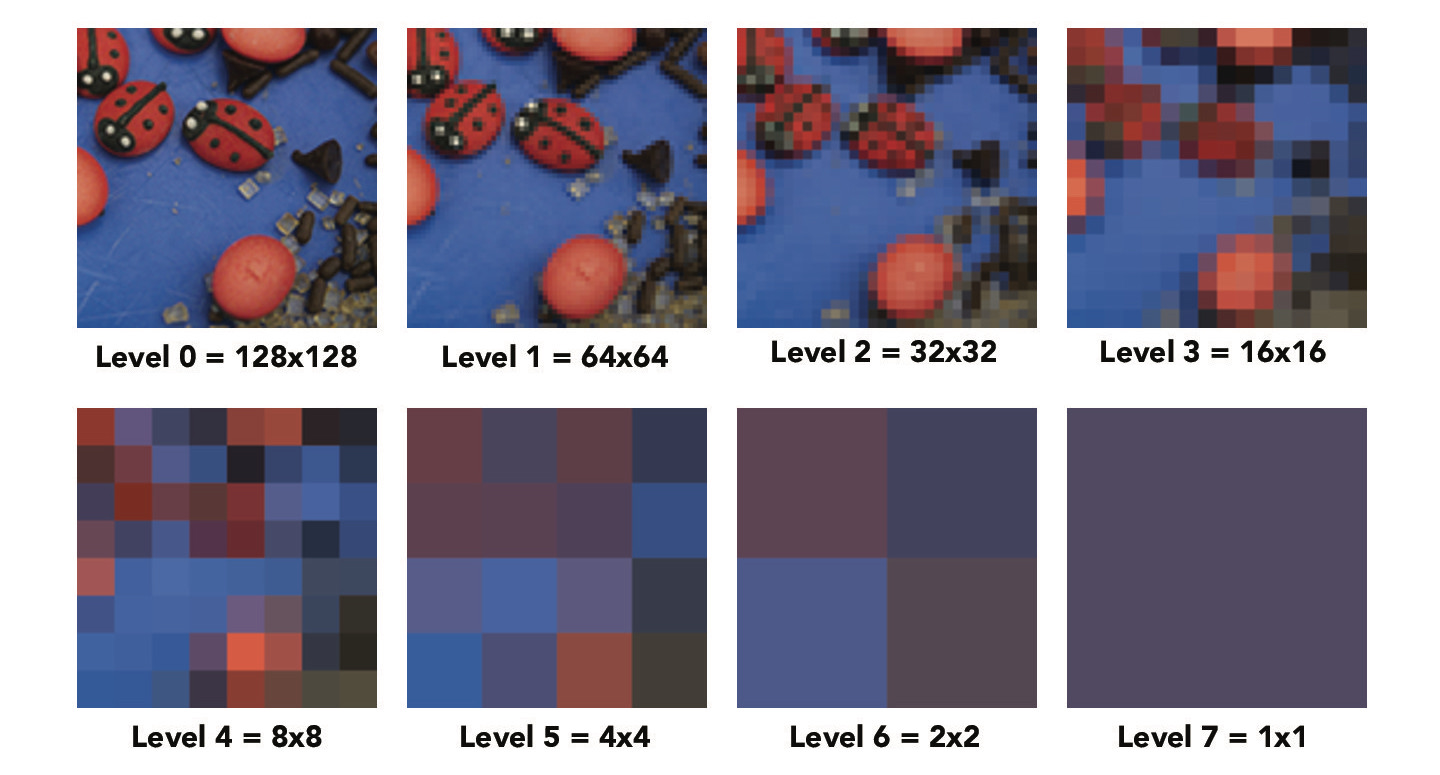 Level 0 = 128x128
Level 1 = 64x64
Level 2 = 32x32
Level 3 = 16x16
Level 4 = 8x8
Level 5 = 4x4
Level 6 = 2x2
Level 7 = 1x1